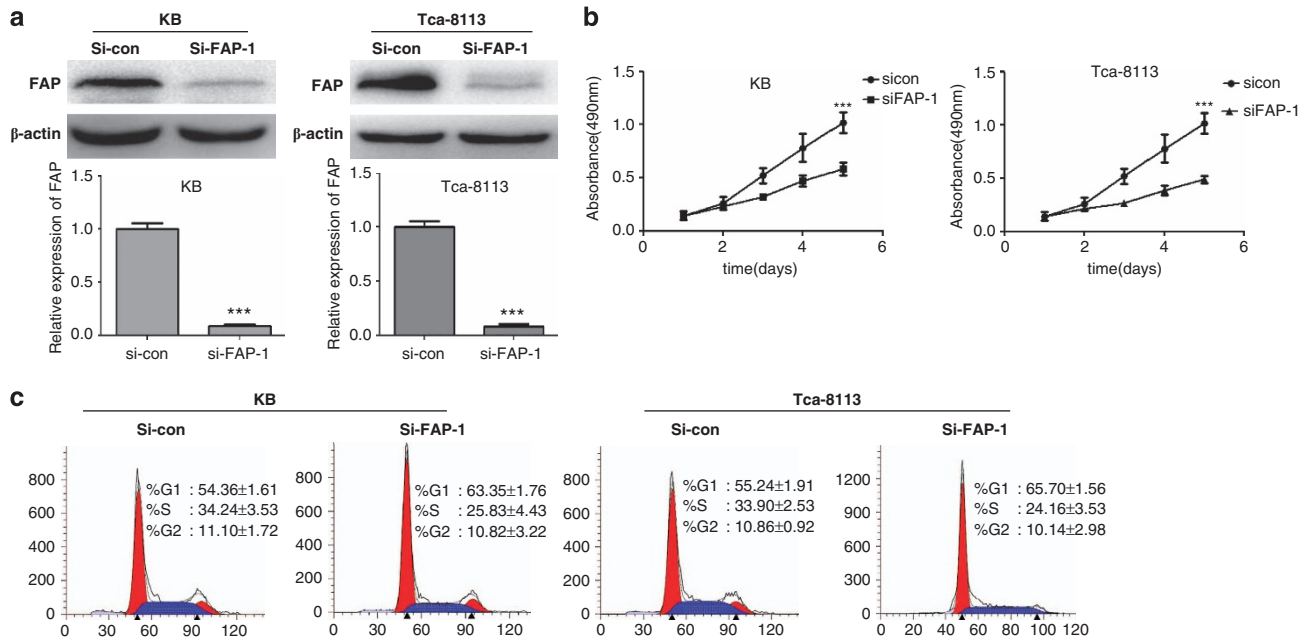 a
KB
Si-con Si-FAP-1
FAP
β-actin
Tca-8113
Si-con Si-FAP-1
FAP
β-actin
Relative expression of FAP
1.5
1.0
0.5
0.0
KB
***
si-con si-FAP-1
Relative expression of FAP
1.5
1.0
0.5
0.0
Tca-8113
***
si-con si-FAP-1
b
Absorbance(490nm)
1.5
1.0
0.5
0.0
KB
sicon
siFAP-1
***
0 2 4 6
time(days)
Absorbance(490nm)
1.5
1.0
0.5
0.0
Tca-8113
sicon
siFAP-1
***
0 2 4 6
time(days)
c
KB
Si-con
800
600
400
200
0
%G1 : 54.36±1.61
%S : 34.24±3.53
%G2 : 11.10±1.72
0 30 60 90 120
Si-FAP-1
800
600
400
200
0
%G1 : 63.35±1.76
%S : 25.83±4.43
%G2 : 10.82±3.22
0 30 60 90 120
Tca-8113
Si-con
800
600
400
200
0
%G1 : 55.24±1.91
%S : 33.90±2.53
%G2 : 10.86±0.92
0 30 60 90 120
Si-FAP-1
1200
900
600
300
0
%G1 : 65.70±1.56
%S : 24.16±3.53
%G2 : 10.14±2.98
0 20 40 60 80 100 120